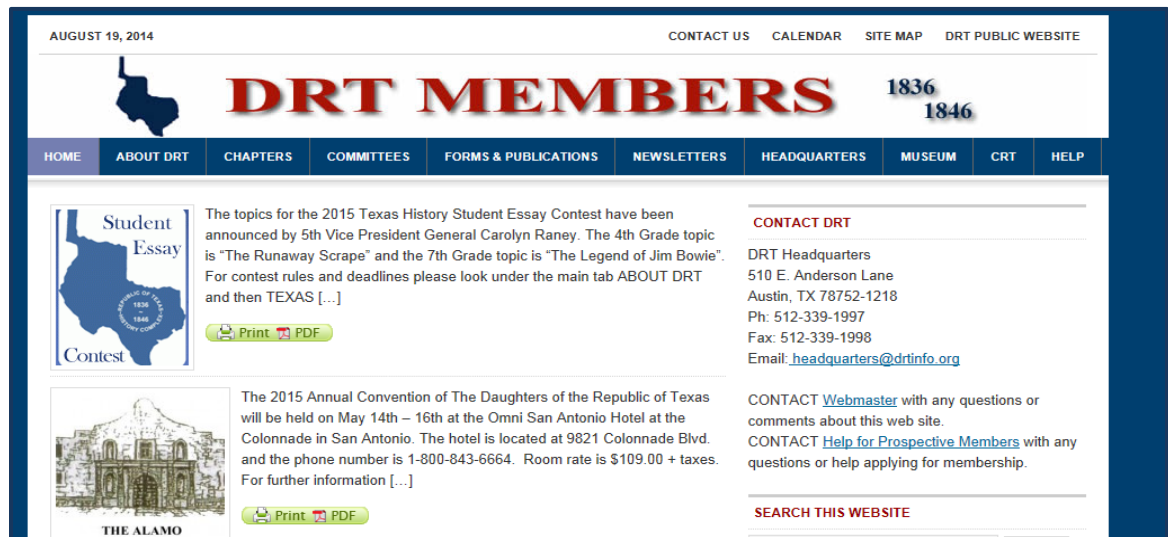 AUGUST 19, 2014
CONTACT US CALENDAR SITE MAP DRT PUBLIC WEBSITE
DRT MEMBERS
1836
1846
HOME ABOUT DRT CHAPTERS COMMITTEES FORMS & PUBLICATIONS NEWSLETTERS HEADQUARTERS MUSEUM CRT HELP
Student
Essay
REPUBLIC OF TEXAS
1836
–
1846
HISTORY COMPLEX
Contest
The topics for the 2015 Texas History Student Essay Contest have been
announced by 5th Vice President General Carolyn Raney. The 4th Grade topic
is “The Runaway Scrape” and the 7th Grade topic is “The Legend of Jim Bowie”.
For contest rules and deadlines please look under the main tab ABOUT DRT
and then TEXAS […]
Print PDF
THE ALAMO
The 2015 Annual Convention of The Daughters of the Republic of Texas
will be held on May 14th – 16th at the Omni San Antonio Hotel at the
Colonnade in San Antonio. The hotel is located at 9821 Colonnade Blvd.
and the phone number is 1-800-843-6664. Room rate is $109.00 + taxes.
For further information […]
Print PDF
CONTACT DRT
DRT Headquarters
510 E. Anderson Lane
Austin, TX 78752-1218
Ph: 512-339-1997
Fax: 512-339-1998
Email: headquarters@drtinfo.org
CONTACT Webmaster with any questions or
comments about this web site.
CONTACT Help for Prospective Members with any
questions or help applying for membership.
SEARCH THIS WEBSITE